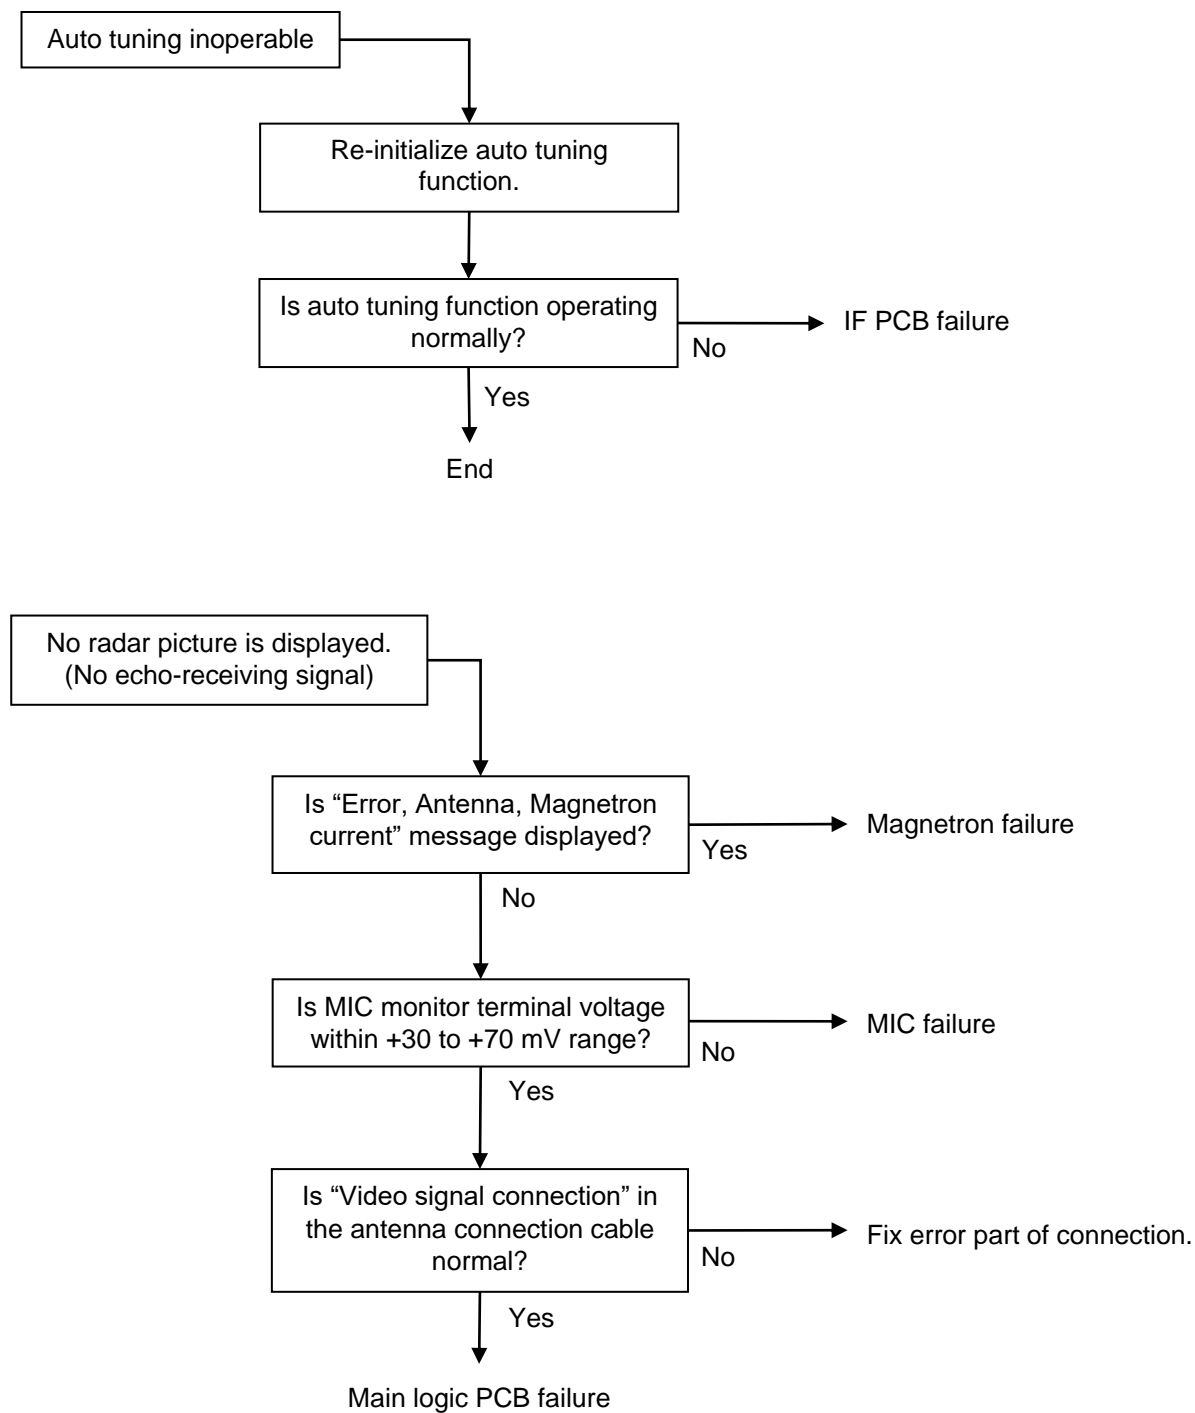 Auto tuning inoperable
Re-initialize auto tuning
function.
Is auto tuning function operating
normally?
IF PCB failure
No
Yes
End
No radar picture is displayed.
(No echo-receiving signal)
Is “Error, Antenna, Magnetron
current” message displayed?
Magnetron failure
Yes
No
Is MIC monitor terminal voltage
within +30 to +70 mV range?
MIC failure
No
Yes
Is “Video signal connection” in
the antenna connection cable
normal?
Fix error part of connection.
No
Yes
Main logic PCB failure